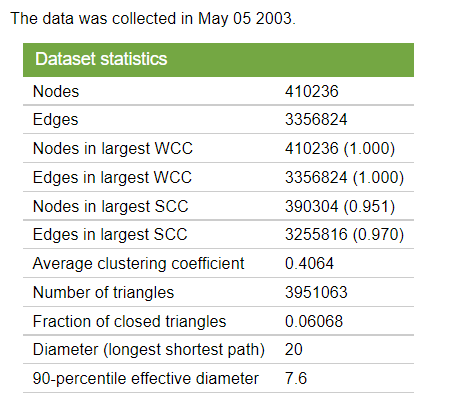 The data was collected in May 05 2003.
Dataset statistics
Nodes 410236
Edges 3356824
Nodes in largest WCC 410236 (1.000)
Edges in largest WCC 3356824 (1.000)
Nodes in largest SCC 390304 (0.951)
Edges in largest SCC 3255816 (0.970)
Average clustering coefficient 0.4064
Number of triangles 3951063
Fraction of closed triangles 0.06068
Diameter (longest shortest path) 20
90-percentile effective diameter 7.6